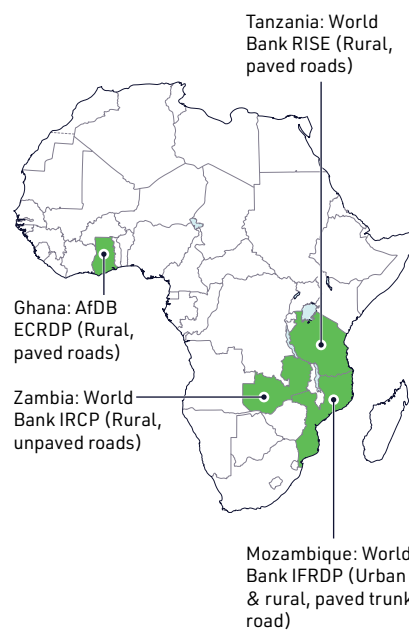 Tanzania: World
Bank RISE (Rural,
paved roads)
Ghana: AfDB
ECRDP (Rural,
paved roads)
Zambia: World
Bank IRCP (Rural,
unpaved roads)
Mozambique: World
Bank IFRDP (Urban
& rural, paved trunk
road)